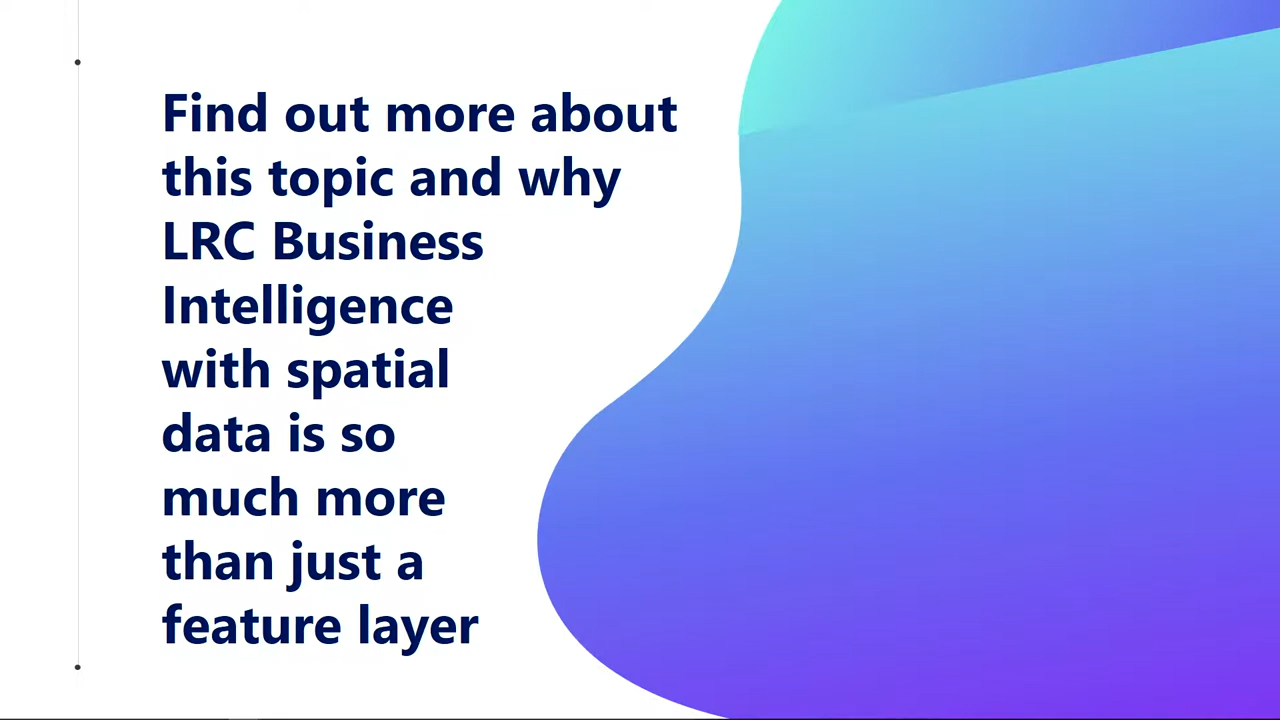 Find out more about
this topic and why
LRC Business
Intelligence
with spatial
data is so
much more
than just a
feature layer